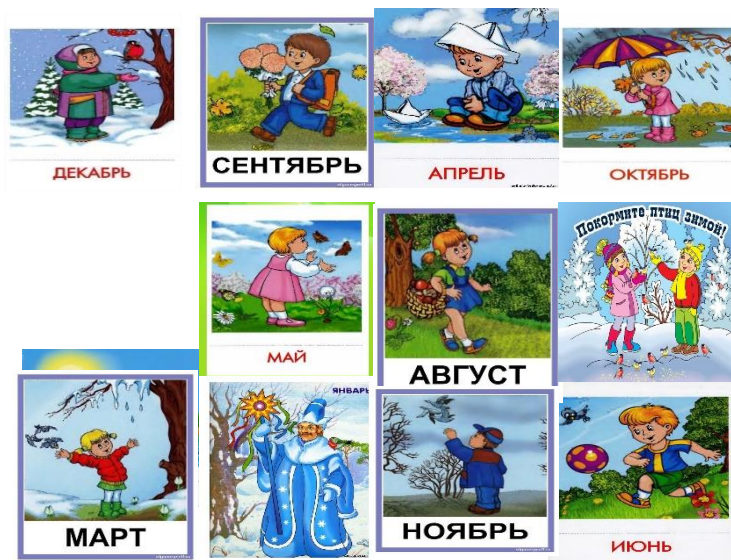 ДЕКАБРЬ
СЕНТЯБРЬ
АПРЕЛЬ
ОКТЯБРЬ
МАЙ
АВГУСТ
Покормите птиц зимой!
МАРТ
ЯНВАРЬ
НОЯБРЬ
ИЮНЬ